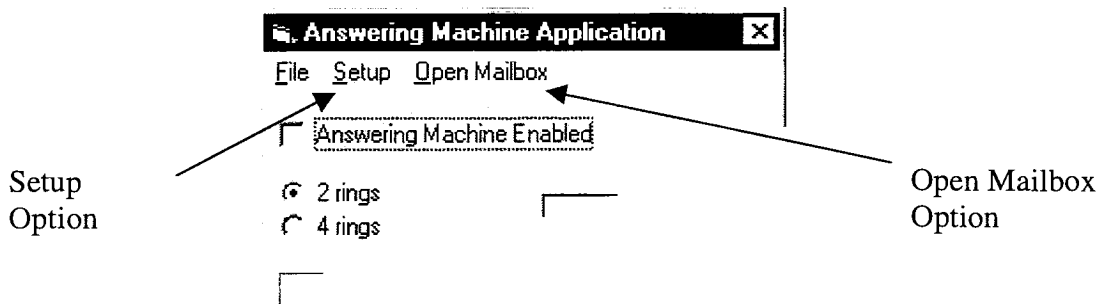 Answering Machine Application
File Setup Open Mailbox
Answering Machine Enabled
2 rings
4 rings
Setup
Option
Open Mailbox
Option